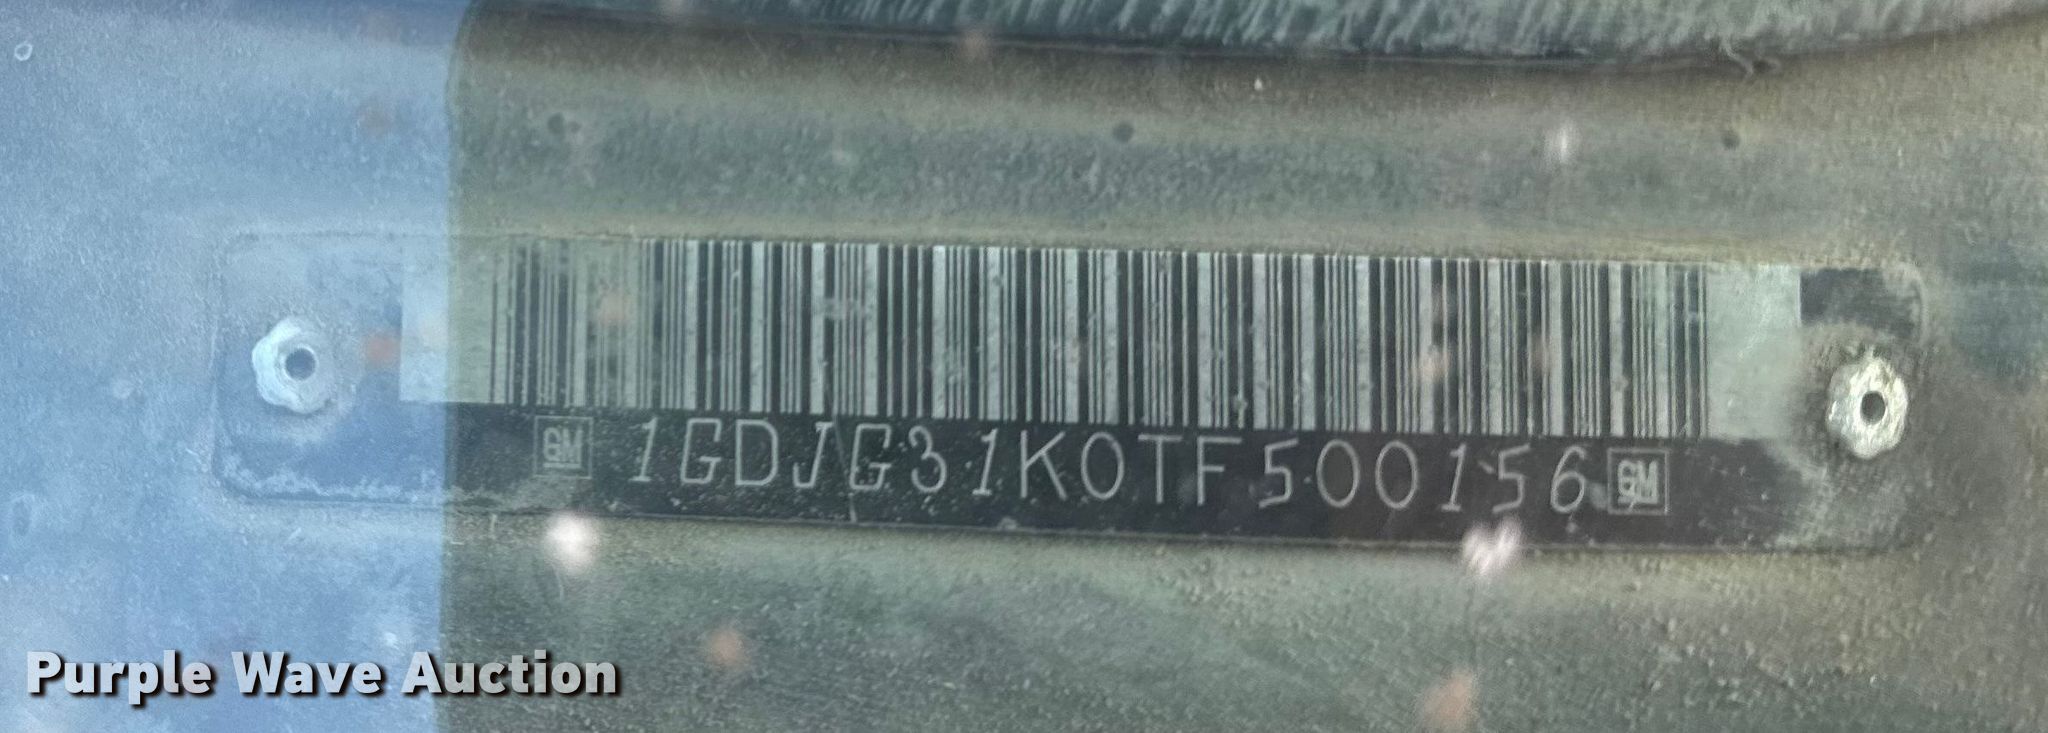 GM 1GDJG31K0TF500156 GM
Purple Wave Auction